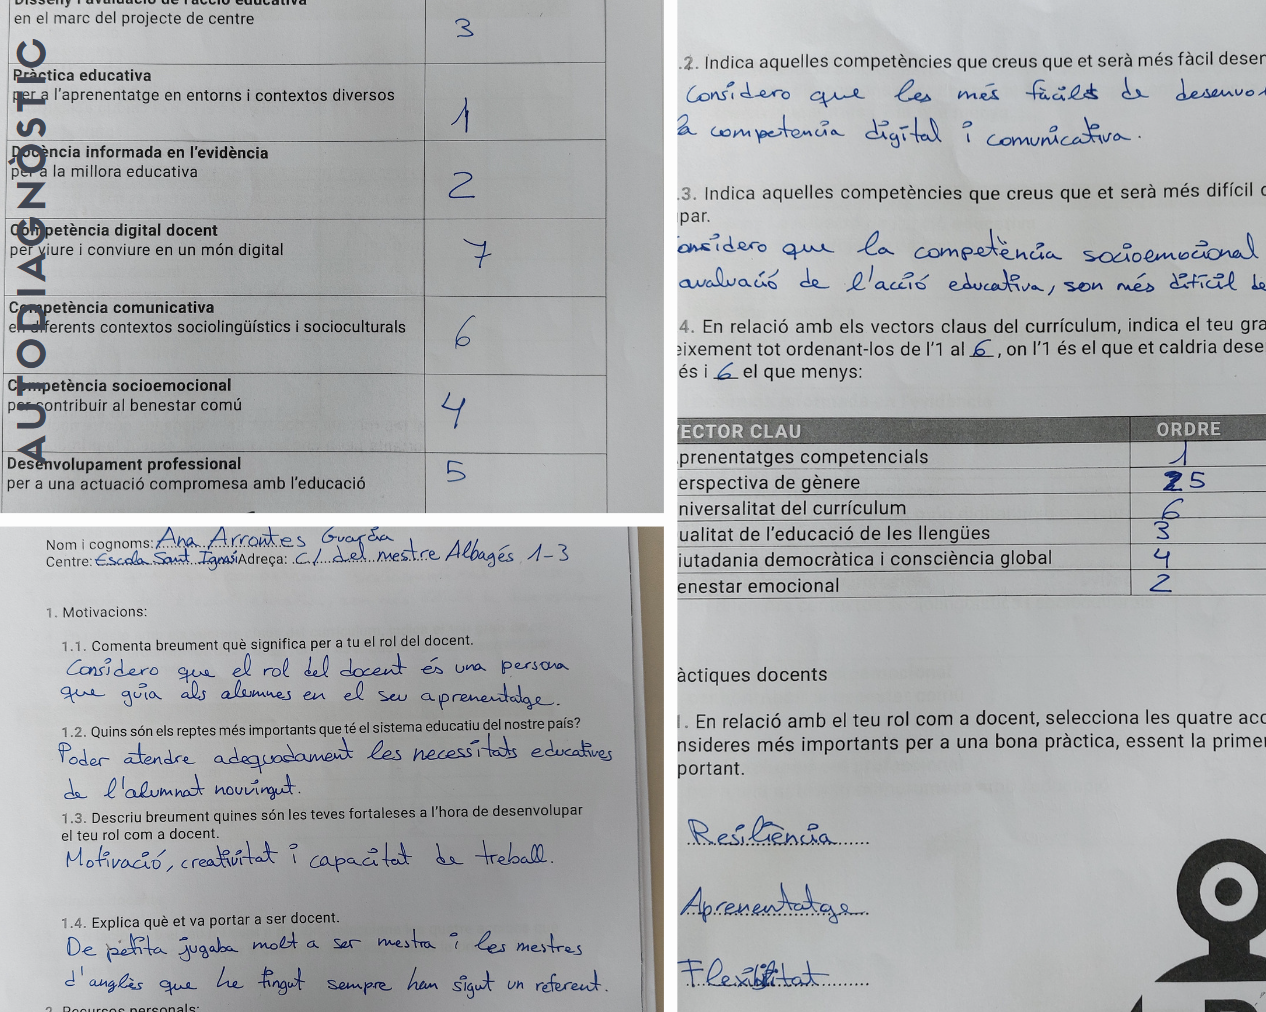 Disseny i avaluació de l'acció educativa
en el marc del projecte de centre
3
Pràctica educativa
per a l'aprenentatge en entorns i contextos diversos
1
Docència informada en l'evidència
per a la millora educativa
2
Competència digital docent
per viure i conviure en un món digital
7
Competència comunicativa
en diferents contextos sociolingüístics i socioculturals
6
Competència socioemocional
per contribuir al benestar comú
4
Desenvolupament professional
per a una actuació compromesa amb l'educació
5
AUTODIAGNÒSTIC
.2. Indica aquelles competències que creus que et serà més fàcil desen
Considero que les més fàcils de desenvo
la competencia digital i comunicativa.
.3. Indica aquelles competències que creus que et serà més difícil
par.
onsidero que la competència socioemocional
avaluació de l'acció educativa, son més díficil de
4. En relació amb els vectors claus del currículum, indica el teu gra
eixement tot ordenant-los de l'1 al 6, on l'1 és el que et caldria dese
és i 6 el que menys:
VECTOR CLAU ORDRE
prenentatges competencials 1
erspectiva de gènere 5
niversalitat del currículum 6
ualitat de l'educació de les llengües 3
iutadania democràtica i consciència global 4
enestar emocional 2
àctiques docents
1. En relació amb el teu rol com a docent, selecciona les quatre acc
nsideres més importants per a una bona pràctica, essent la primer
portant.
Resiliència
Aprenentatge
Flexibilitat
Nom i cognoms: Ana Arrontes Guardia
Centre: Escola Sant Ignasi Adreça: C/ del mestre Albagés 1-3
1. Motivacions:
1.1. Comenta breument què significa per a tu el rol del docent.
Considero que el rol del docent és una persona
que guia als alumnes en el seu aprenentatge.
1.2. Quins són els reptes més importants que té el sistema educatiu del nostre país?
Poder atendre adequadament les necessitats educatives
de l'alumnat nouvingut.
1.3. Descriu breument quines són les teves fortaleses a l'hora de desenvolupar
el teu rol com a docent.
Motivació, creativitat i capacitat de treball.
1.4. Explica què et va portar a ser docent.
De petita jugaba molt a ser mestra i les mestres
d'anglès que he tingut sempre han sigut un referent.
2. Recursos personals: